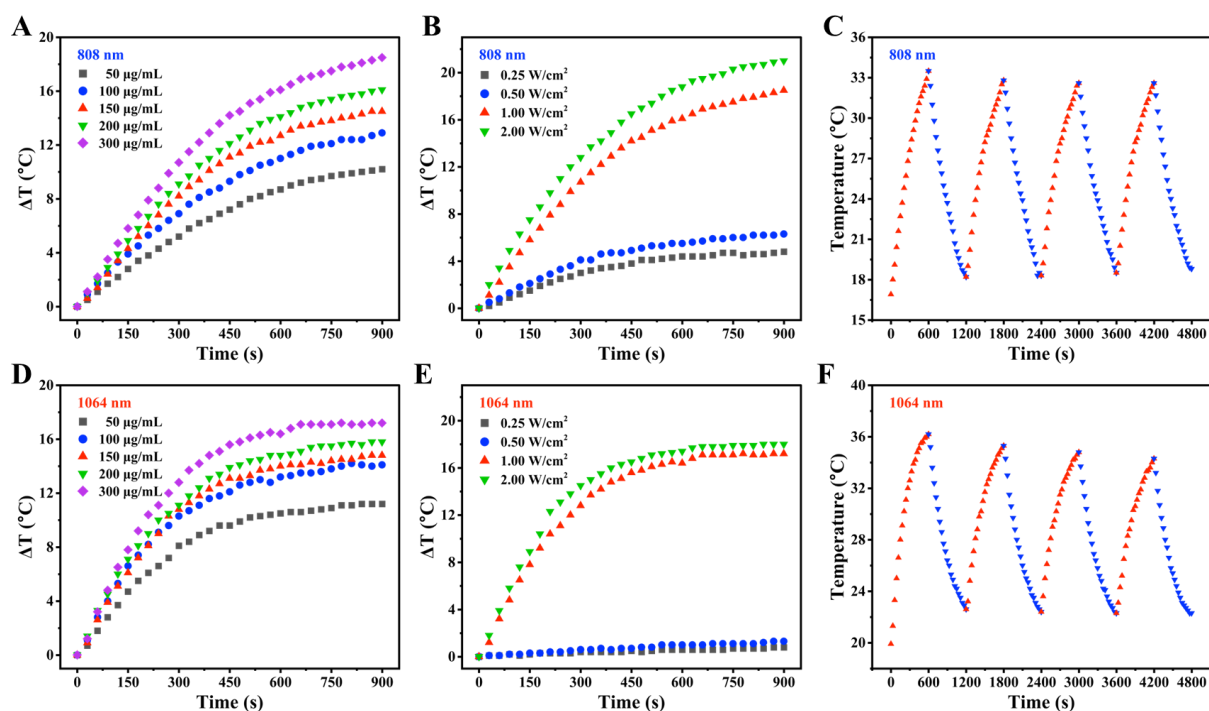 A
808 nm
50 µg/mL
100 µg/mL
150 µg/mL
200 µg/mL
300 µg/mL
20
16
12
8
4
0
ΔT (°C)
0 150 300 450 600 750 900
Time (s)
B
808 nm
0.25 W/cm²
0.50 W/cm²
1.00 W/cm²
2.00 W/cm²
24
20
16
12
8
4
0
ΔT (°C)
0 150 300 450 600 750 900
Time (s)
C
808 nm
36
33
30
27
24
21
18
15
Temperature (°C)
0 600 1200 1800 2400 3000 3600 4200 4800
Time (s)
D
1064 nm
50 µg/mL
100 µg/mL
150 µg/mL
200 µg/mL
300 µg/mL
20
16
12
8
4
0
ΔT (°C)
0 150 300 450 600 750 900
Time (s)
E
1064 nm
0.25 W/cm²
0.50 W/cm²
1.00 W/cm²
2.00 W/cm²
20
16
12
8
4
0
ΔT (°C)
0 150 300 450 600 750 900
Time (s)
F
1064 nm
36
32
28
24
20
Temperature (°C)
0 600 1200 1800 2400 3000 3600 4200 4800
Time (s)